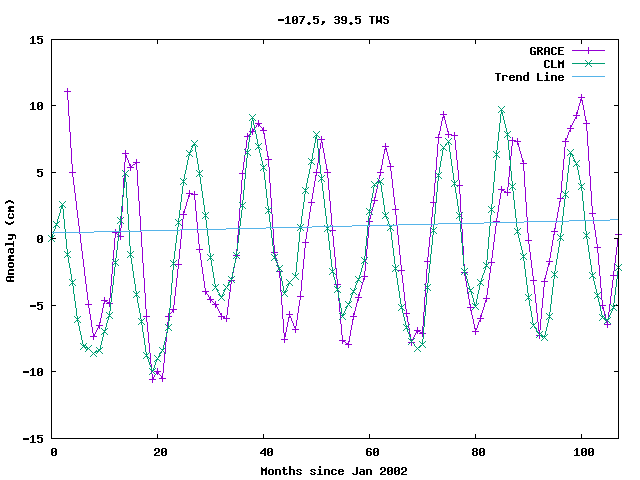 -107.5, 39.5 TWS
15
GRACE
CLM
Trend Line
10
5
0
-5
-10
-15
Anomaly (cm)
0 20 40 60 80 100
Months since Jan 2002